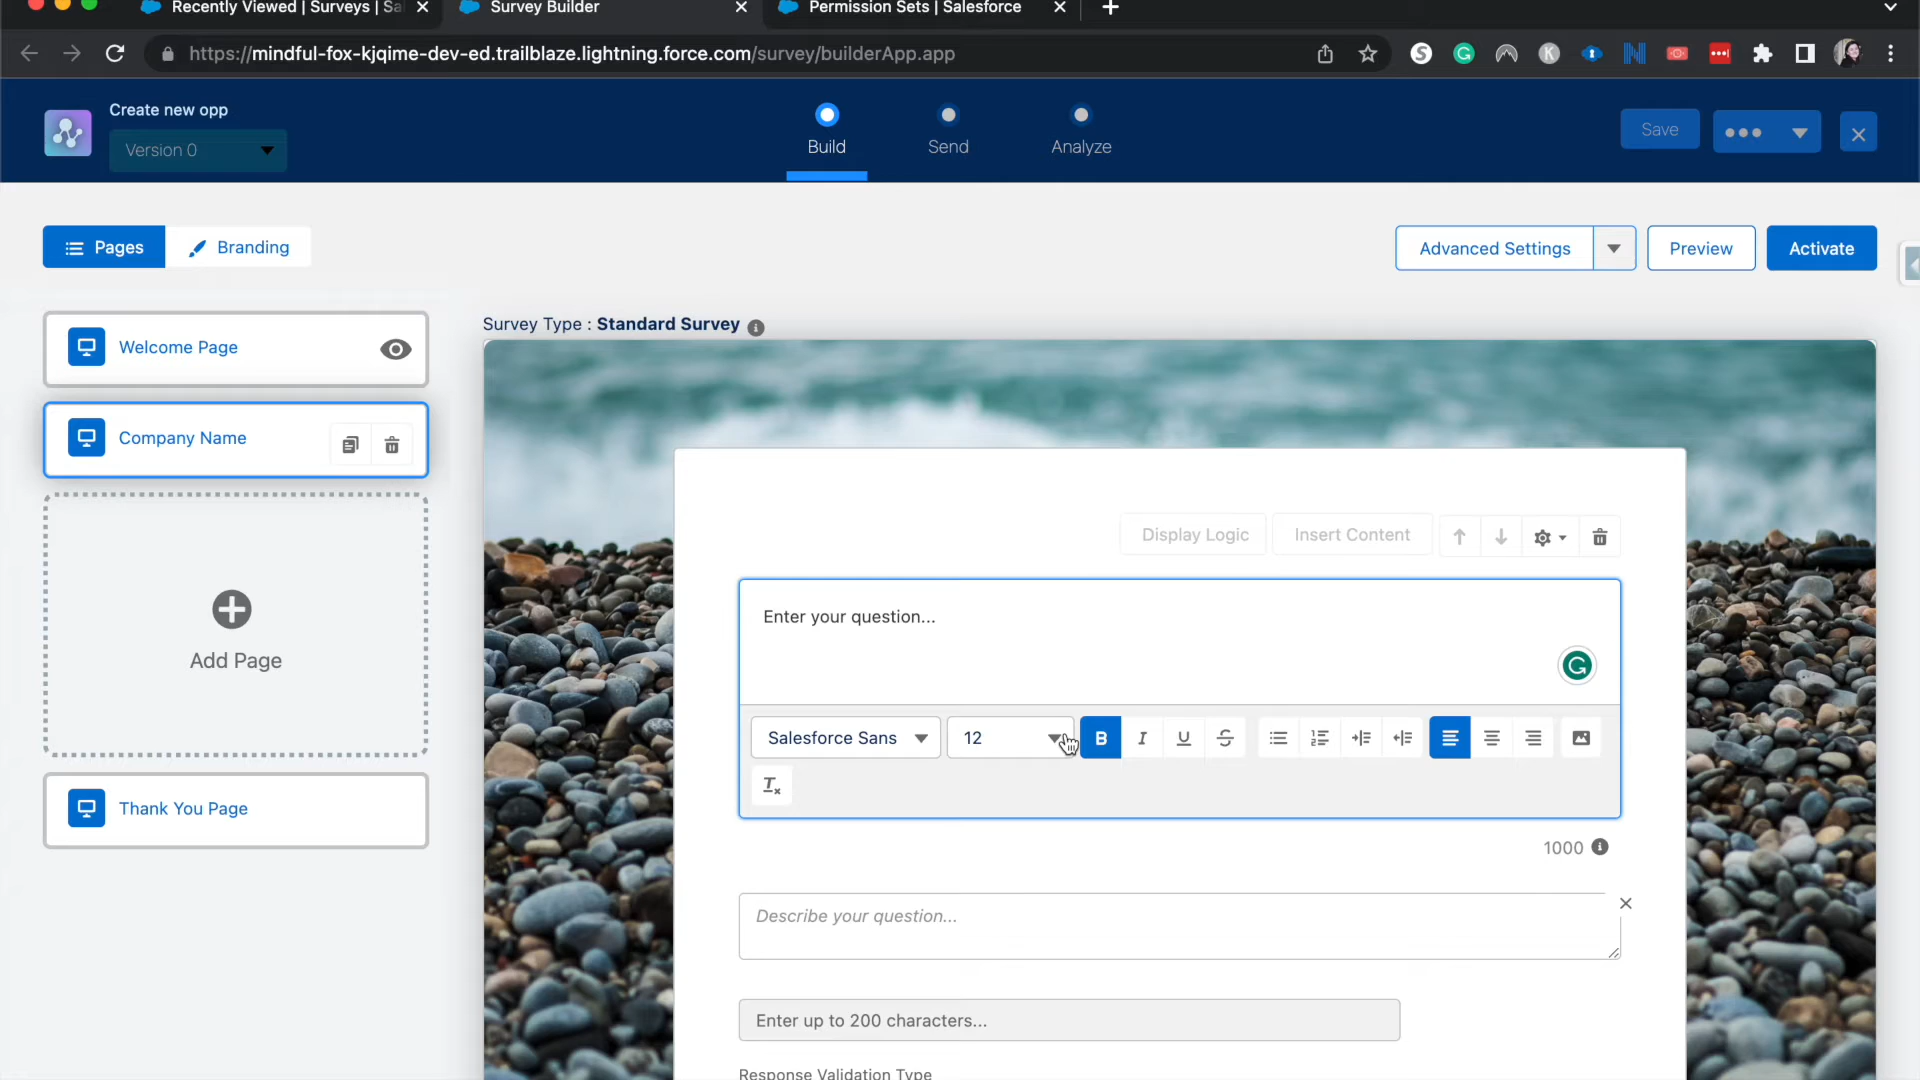 Recently Viewed | Surveys | Sa
Survey Builder
Permission Sets | Salesforce
https://mindful-fox-kjqime-dev-ed.trailblaze.lightning.force.com/survey/builderApp.app
Create new opp
Version 0
Build
Send
Analyze
Save
Pages
Branding
Advanced Settings
Preview
Activate
Welcome Page
Company Name
Add Page
Thank You Page
Survey Type : Standard Survey
Display Logic
Insert Content
Enter your question...
Salesforce Sans
12
B
I
U
S
1000
Describe your question...
Enter up to 200 characters...
Response Validation Type